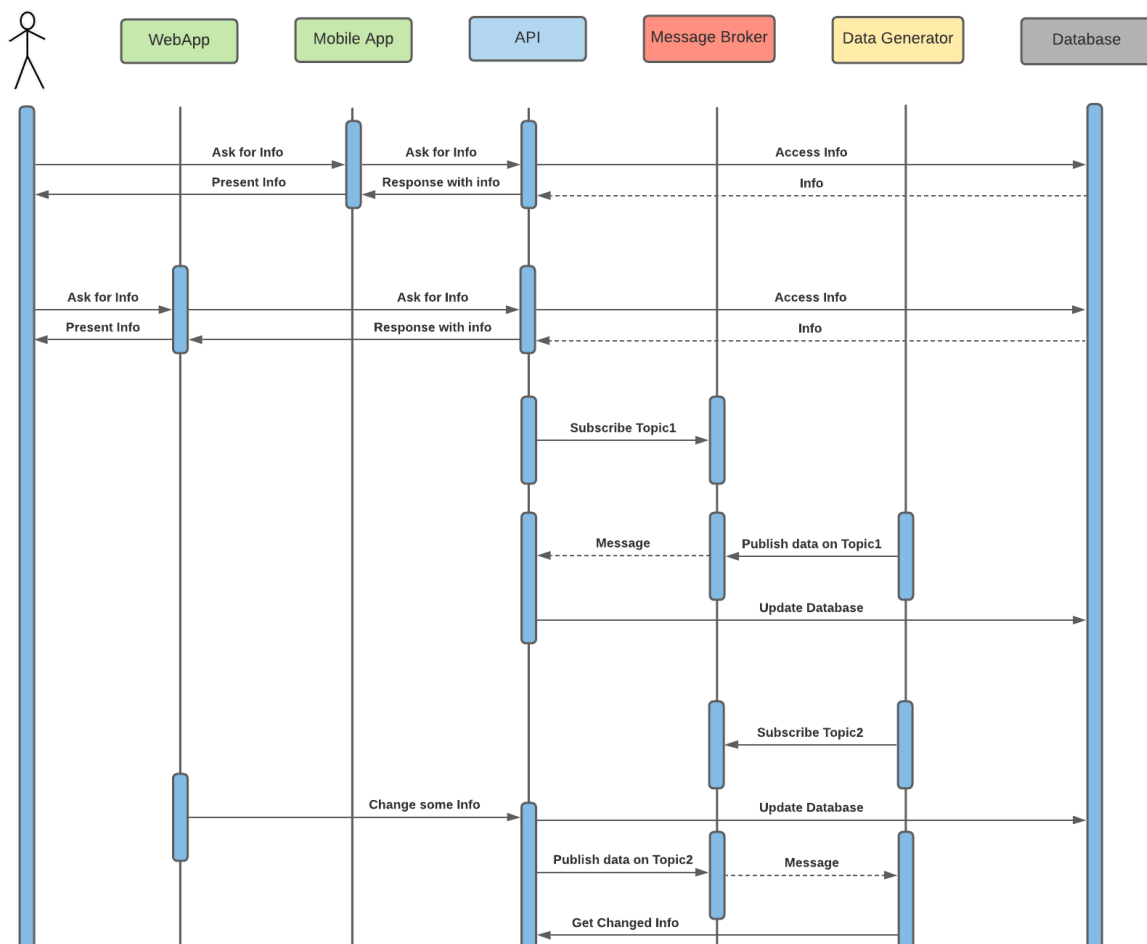 WebApp
Mobile App
API
Message Broker
Data Generator
Database
Ask for Info
Ask for Info
Access Info
Present Info
Response with info
Info
Ask for Info
Ask for Info
Access Info
Present Info
Response with info
Info
Subscribe Topic1
Message
Publish data on Topic1
Update Database
Subscribe Topic2
Change some Info
Update Database
Publish data on Topic2
Message
Get Changed Info